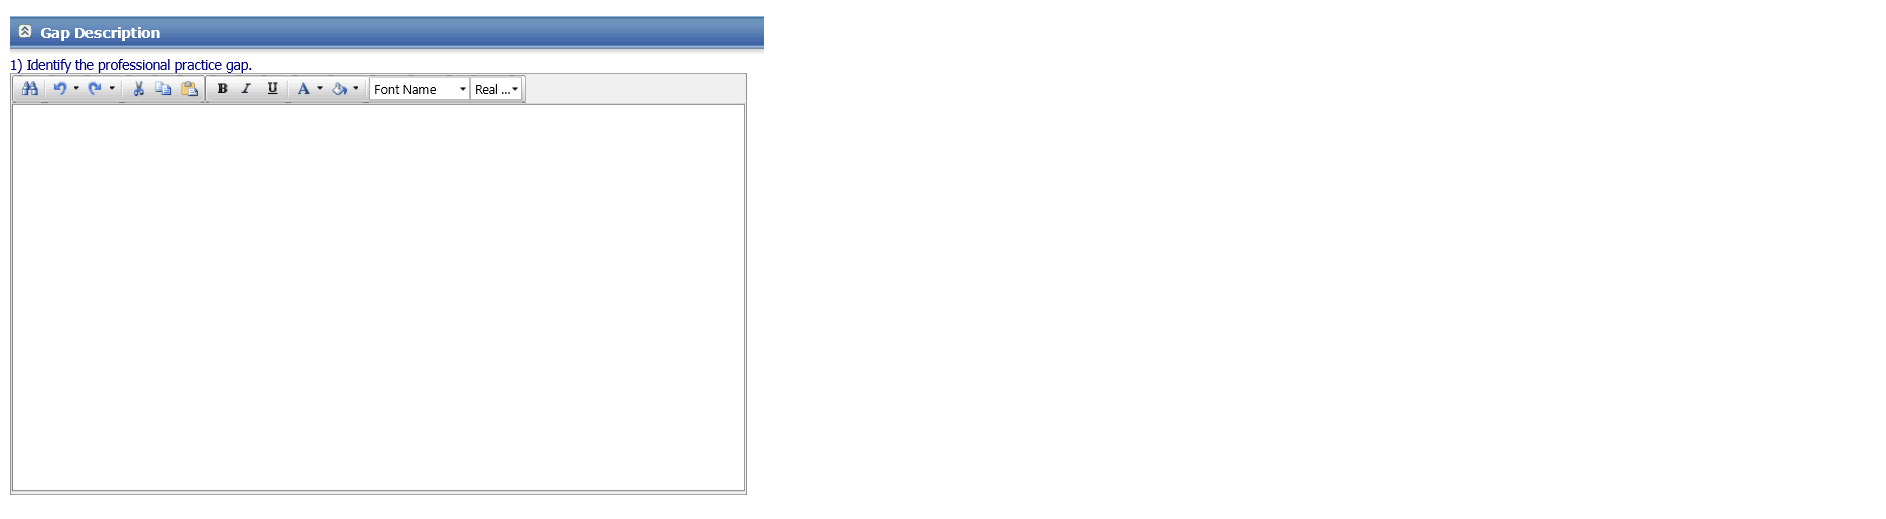 Gap Description
1) Identify the professional practice gap.
B I U A Font Name Real ...